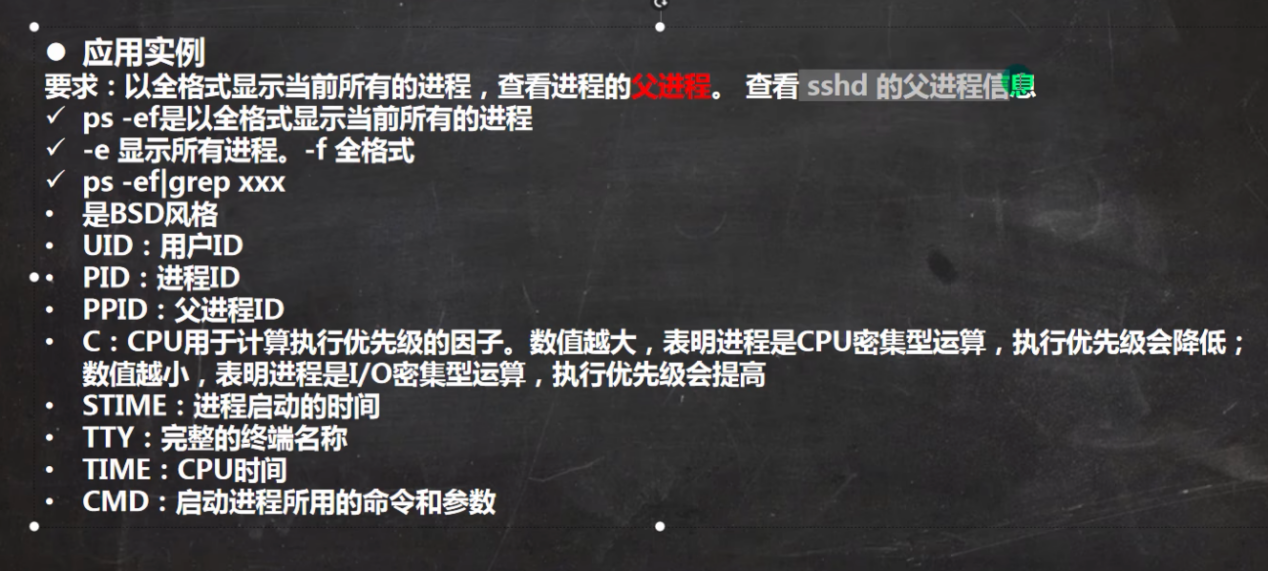 ● 应用实例
要求：以全格式显示当前所有的进程，查看进程的父进程。 查看 sshd 的父进程信息
✓ ps -ef是以全格式显示当前所有的进程
✓ -e 显示所有进程。-f 全格式
✓ ps -ef|grep xxx
• 是BSD风格
• UID：用户ID
• PID：进程ID
• PPID：父进程ID
• C：CPU用于计算执行优先级的因子。数值越大，表明进程是CPU密集型运算，执行优先级会降低；
数值越小，表明进程是I/O密集型运算，执行优先级会提高
• STIME：进程启动的时间
• TTY：完整的终端名称
• TIME：CPU时间
• CMD：启动进程所用的命令和参数